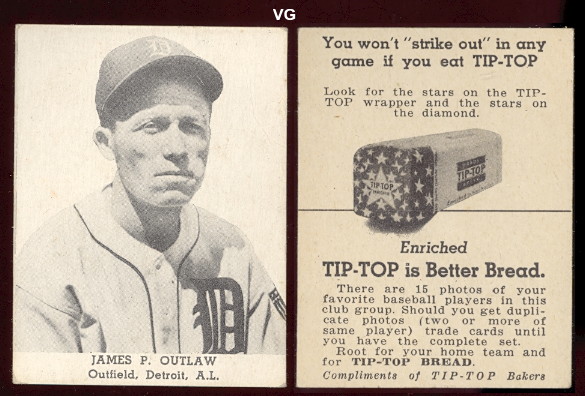 VG
JAMES P. OUTLAW
Outfield, Detroit, A.L.
You won't "strike out" in any
game if you eat TIP-TOP
Look for the stars on the TIP-
TOP wrapper and the stars on
the diamond.
TIP-TOP
TIP-TOP
Enriched
TIP-TOP is Better Bread.
There are 15 photos of your
favorite baseball players in this
club group. Should you get dupli-
cate photos (two or more of
same player) trade cards until
you have the complete set.
Root for your home team and
for TIP-TOP BREAD.
Compliments of TIP-TOP Bakers